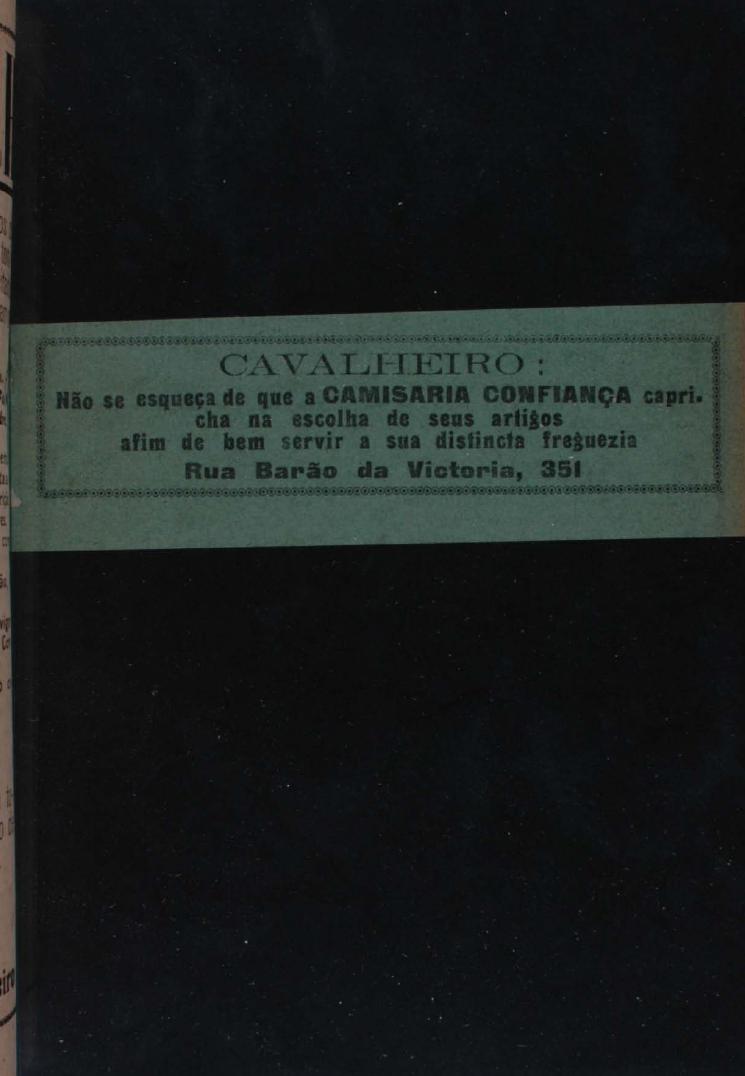 CAVALHEIRO :
Não se esqueça de que a CAMISARIA CONFIANÇA capri-
cha na escolha de seus artigos
afim de bem servir a sua distincta freguezia
Rua Barão da Victoria, 351